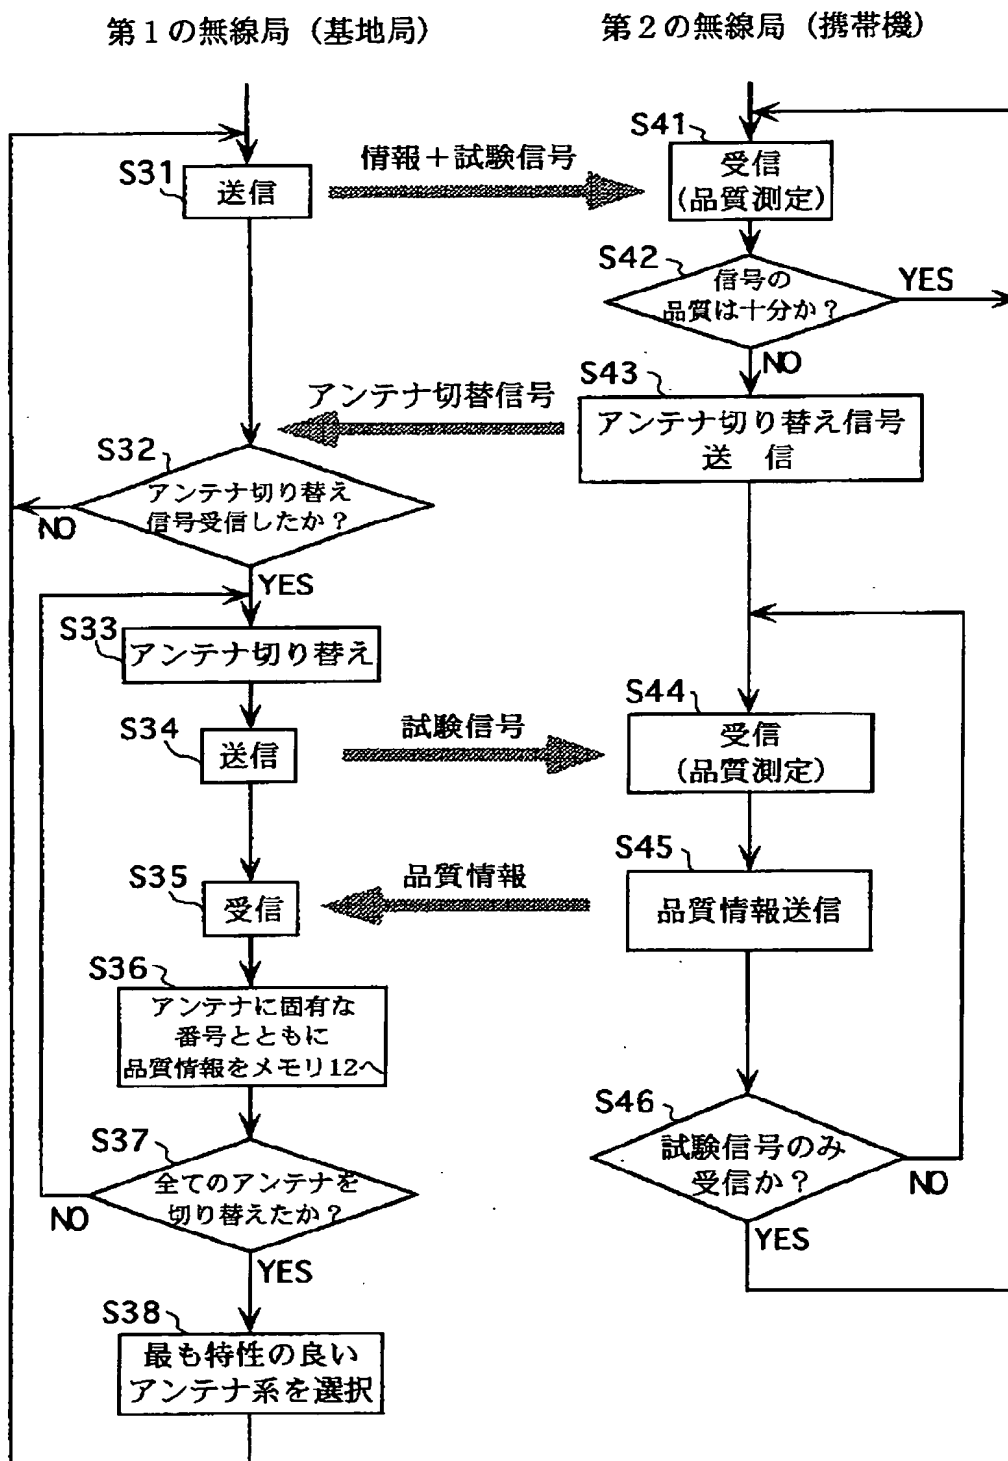 第1の無線局(基地局)
第2の無線局(携帯機)
S31
送信
情報+試験信号
S41
受信
(品質測定)
S42
信号の
品質は十分か?
YES
NO
S43
アンテナ切り替え信号
送 信
アンテナ切替信号
S32
アンテナ切り替え
信号受信したか?
NO
YES
S33
アンテナ切り替え
S34
送信
試験信号
S44
受信
(品質測定)
S35
受信
品質情報
S45
品質情報送信
S36
アンテナに固有な
番号とともに
品質情報をメモリ12へ
S37
全てのアンテナを
切り替えたか?
NO
YES
S46
試験信号のみ
受信か?
NO
YES
S38
最も特性の良い
アンテナ系を選択